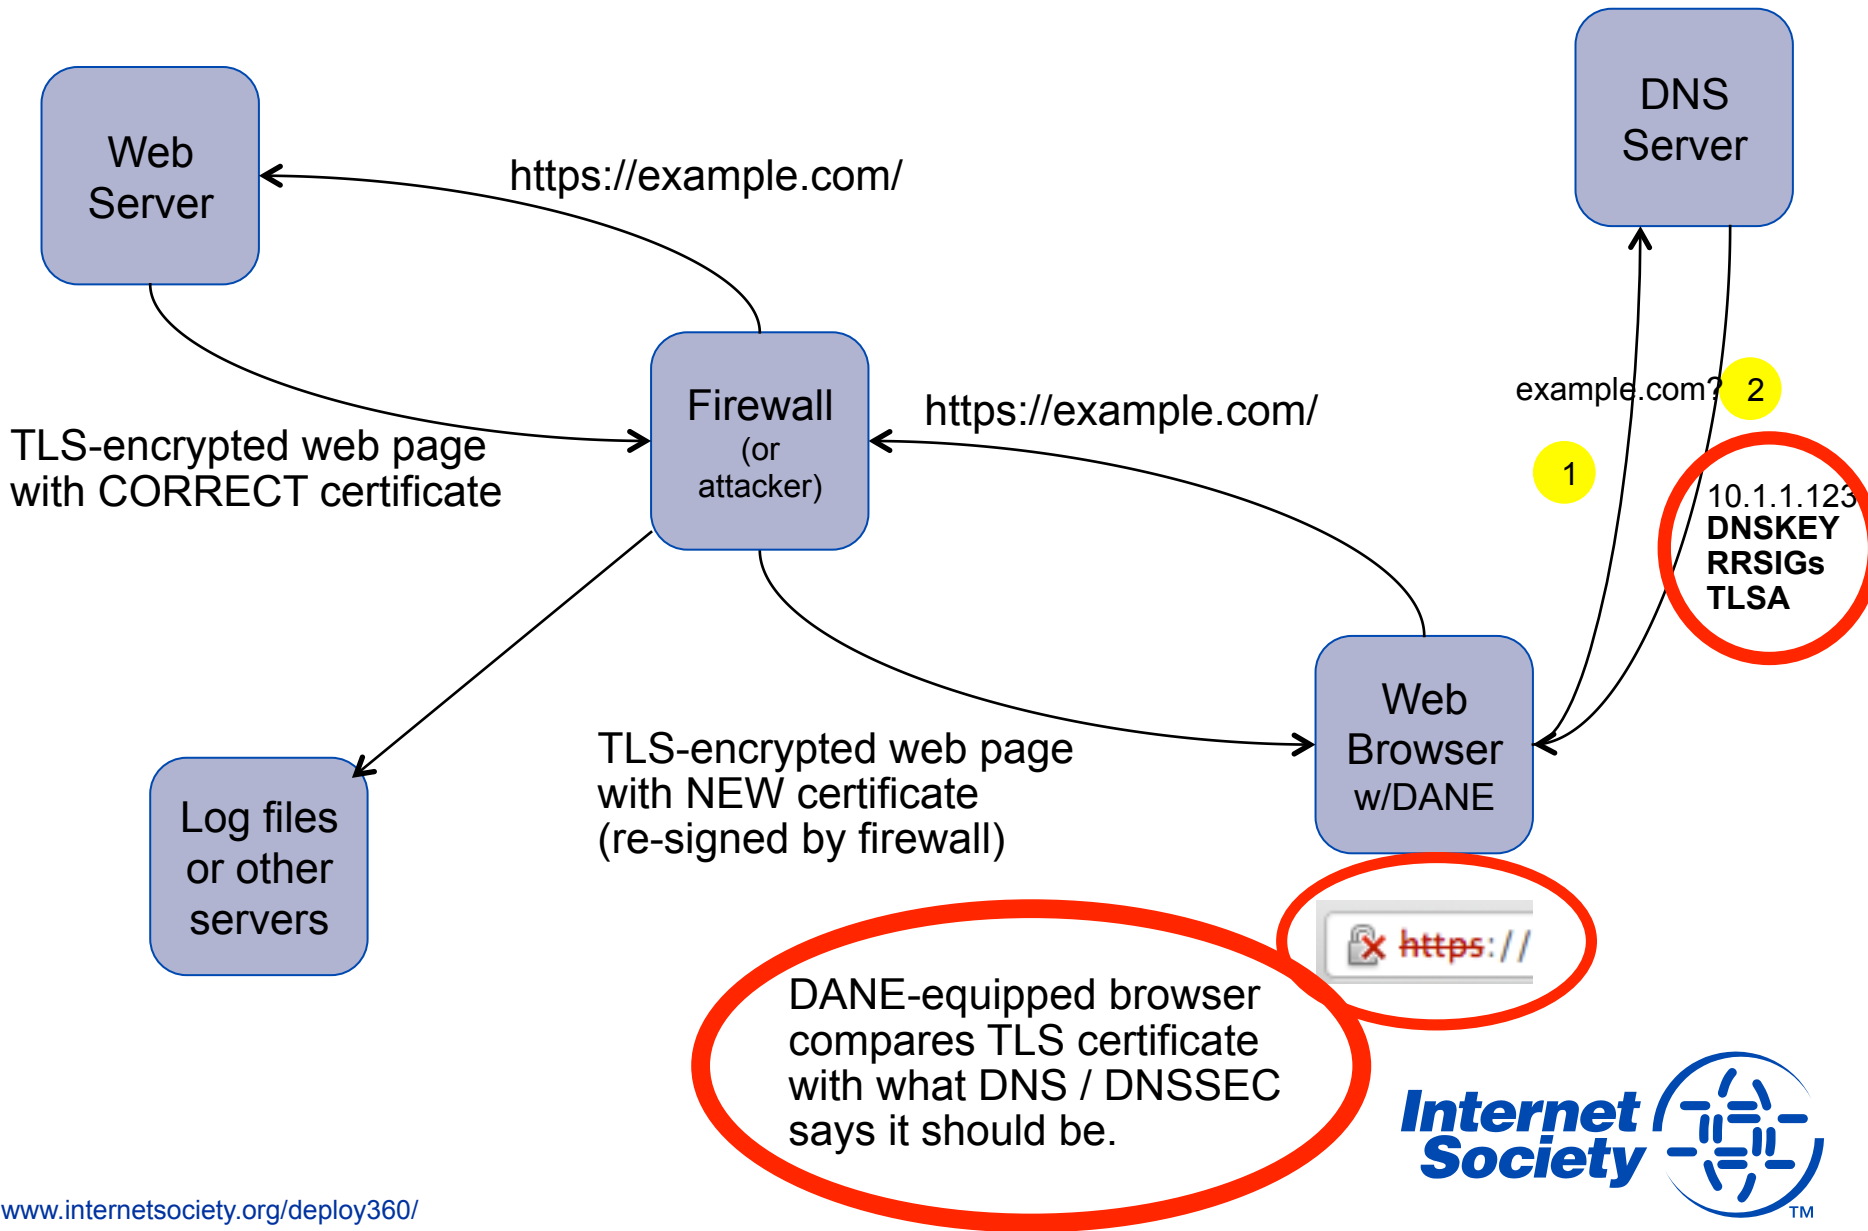 DNS
Server
Web
Server
https://example.com/
Firewall
(or
attacker)
https://example.com/
example.com?
2
1
TLS-encrypted web page
with CORRECT certificate
10.1.1.123
DNSKEY
RRSIGs
TLSA
Web
Browser
w/DANE
TLS-encrypted web page
with NEW certificate
(re-signed by firewall)
Log files
or other
servers
https://
DANE-equipped browser
compares TLS certificate
with what DNS / DNSSEC
says it should be.
Internet
Society
TM
www.internetsociety.org/deploy360/